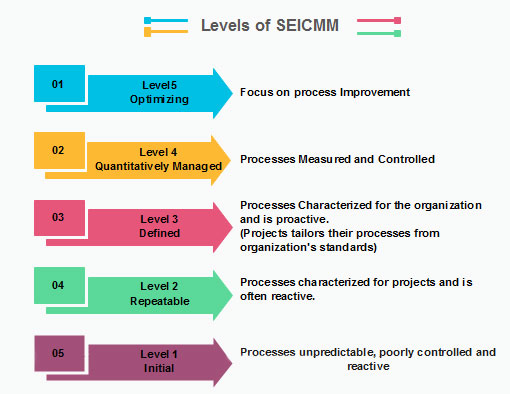 Levels of SEICMM
01
Level5
Optimizing
Focus on process Improvement
02
Level 4
Quantitatively Managed
Processes Measured and Controlled
03
Level 3
Defined
Processes Characterized for the organization
and is proactive.
(Projects tailors their processes from
organization's standards)
04
Level 2
Repeatable
Processes characterized for projects and is
often reactive.
05
Level 1
Initial
Processes unpredictable, poorly controlled and
reactive